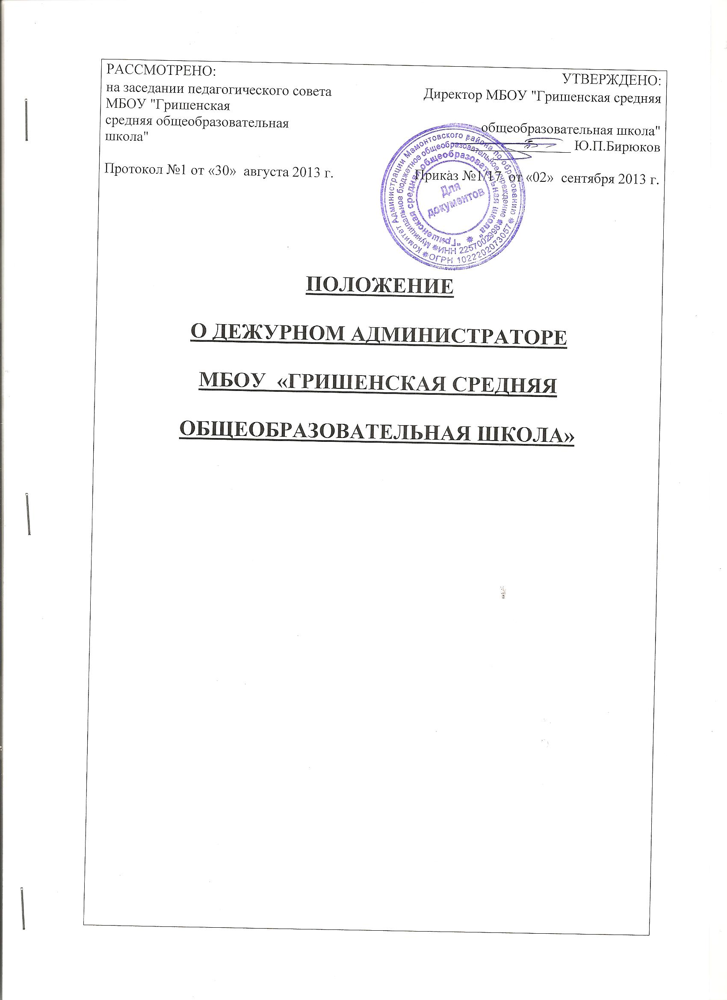 РАССМОТРЕНО:
на заседании педагогического совета
МБОУ "Гришенская
средняя общеобразовательная
школа"
Протокол №1 от «30» августа 2013 г.
УТВЕРЖДЕНО:
Директор МБОУ "Гришенская средняя
общеобразовательная школа"
Ю.П.Бирюков
Приказ №1/17 от «02» сентября 2013 г.
Комитет Администрации Мамонтовского района по образованию
ОГРН 1022202073057
Муниципальное бюджетное общеобразовательное учреждение
ИНН 2257002998
"Гришенская средняя общеобразовательная школа"
Для
документов
ПОЛОЖЕНИЕ
О ДЕЖУРНОМ АДМИНИСТРАТОРЕ
МБОУ «ГРИШЕНСКАЯ СРЕДНЯЯ
ОБЩЕОБРАЗОВАТЕЛЬНАЯ ШКОЛА»